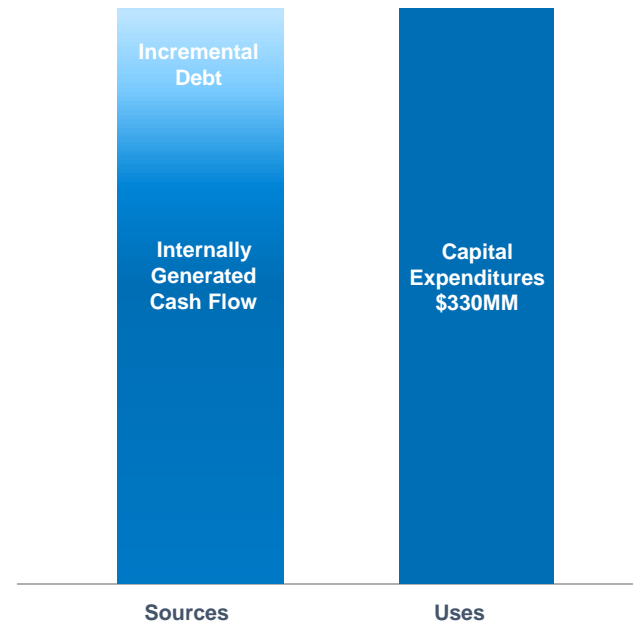 Incremental
Debt
Internally
Generated
Cash Flow
Capital
Expenditures
$330MM
Sources
Uses